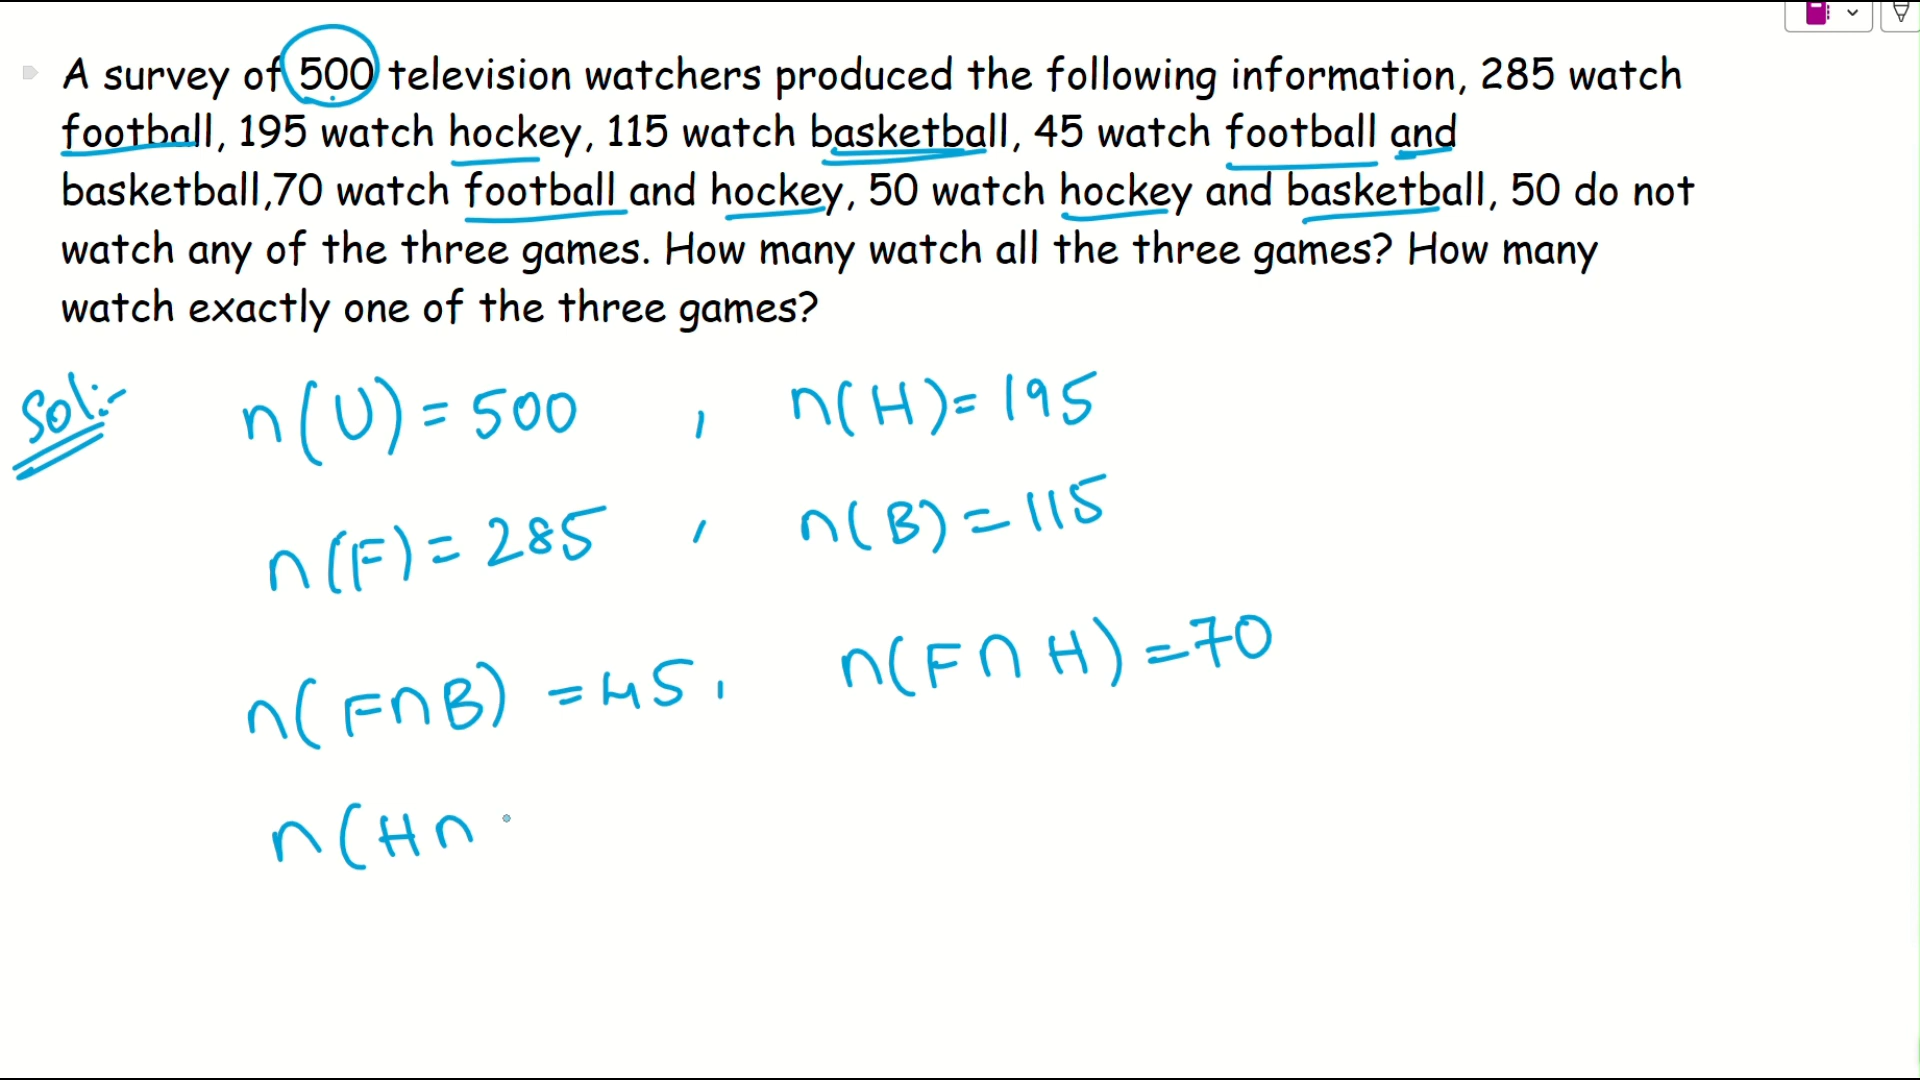 A survey of 500 television watchers produced the following information, 285 watch
football, 195 watch hockey, 115 watch basketball, 45 watch football and
basketball,70 watch football and hockey, 50 watch hockey and basketball, 50 do not
watch any of the three games. How many watch all the three games? How many
watch exactly one of the three games?
Sol:-
n(U) = 500 , n(H)= 195
n(F) = 285 , n(B) = 115
n(F∩B) = 45, n(F∩H) = 70
n(H∩